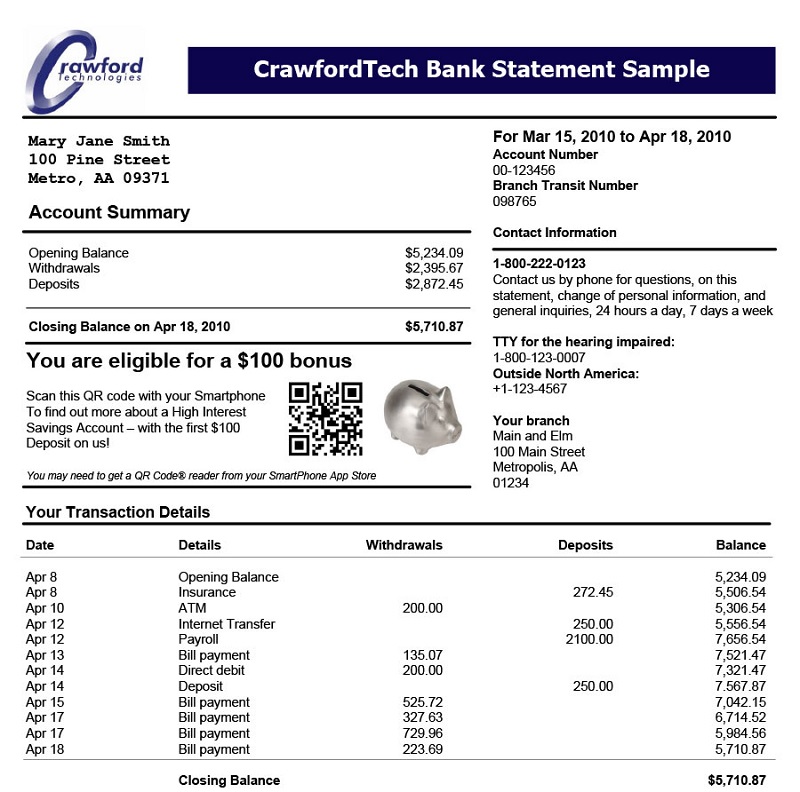 Crawford
Technologies
CrawfordTech Bank Statement Sample
Mary Jane Smith
100 Pine Street
Metro, AA 09371
For Mar 15, 2010 to Apr 18, 2010
Account Number
00-123456
Branch Transit Number
098765
Account Summary
Opening Balance $5,234.09
Withdrawals $2,395.67
Deposits $2,872.45
Closing Balance on Apr 18, 2010 $5,710.87
Contact Information
1-800-222-0123
Contact us by phone for questions, on this
statement, change of personal information, and
general inquiries, 24 hours a day, 7 days a week
TTY for the hearing impaired:
1-800-123-0007
Outside North America:
+1-123-4567
Your branch
Main and Elm
100 Main Street
Metropolis, AA
01234
You are eligible for a $100 bonus
Scan this QR code with your Smartphone
To find out more about a High Interest
Savings Account – with the first $100
Deposit on us!
You may need to get a QR Code® reader from your SmartPhone App Store
Your Transaction Details
Date Details Withdrawals Deposits Balance
Apr 8 Opening Balance 5,234.09
Apr 8 Insurance 272.45 5,506.54
Apr 10 ATM 200.00 5,306.54
Apr 12 Internet Transfer 250.00 5,556.54
Apr 12 Payroll 2100.00 7,656.54
Apr 13 Bill payment 135.07 7,521.47
Apr 14 Direct debit 200.00 7,321.47
Apr 14 Deposit 250.00 7.567.87
Apr 15 Bill payment 525.72 7,042.15
Apr 17 Bill payment 327.63 6,714.52
Apr 17 Bill payment 729.96 5,984.56
Apr 18 Bill payment 223.69 5,710.87
Closing Balance $5,710.87